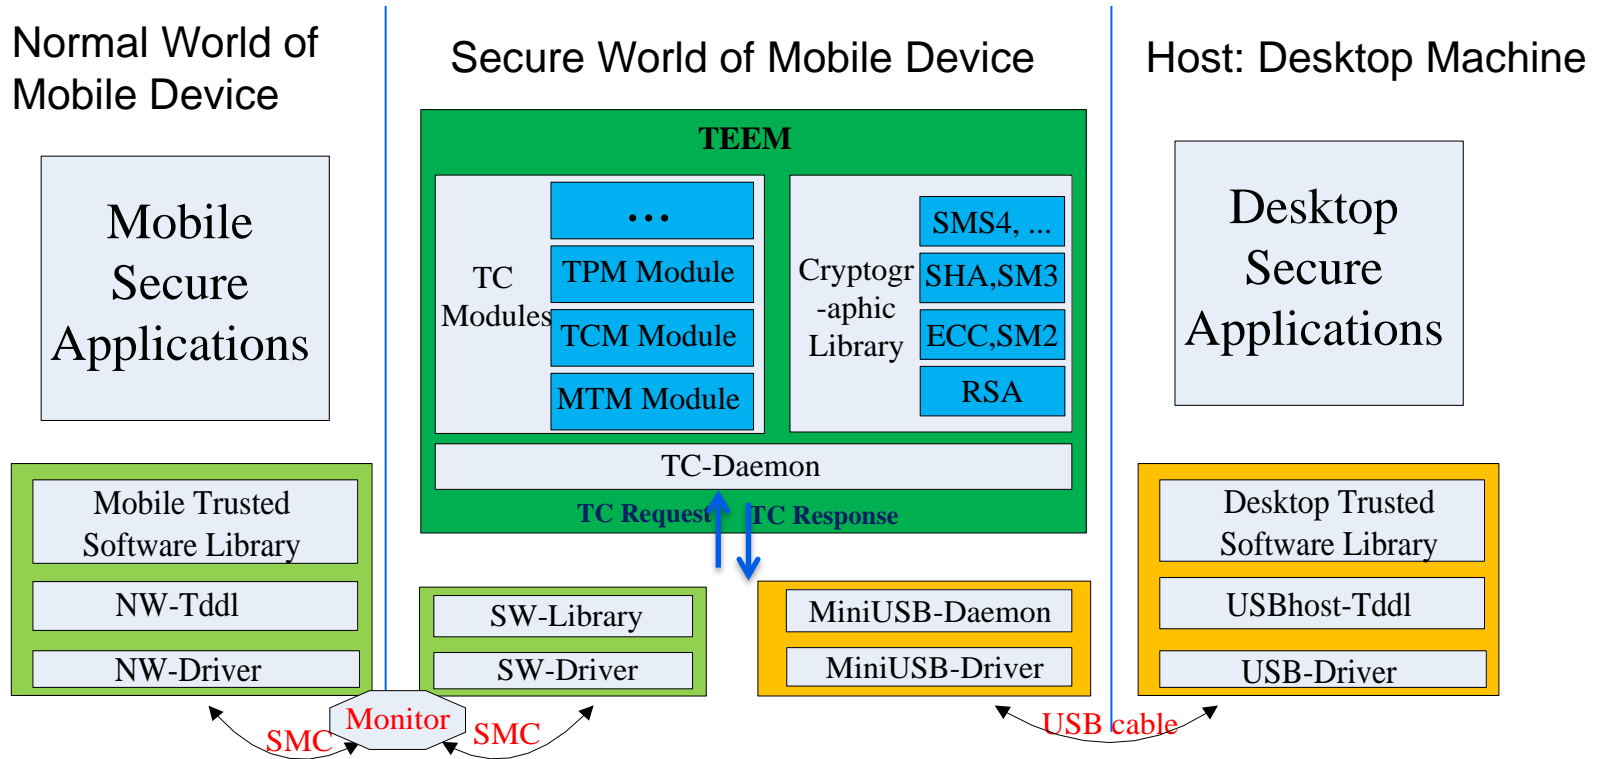 Normal World of
Mobile Device
Secure World of Mobile Device
Host: Desktop Machine
Mobile
Secure
Applications
TEEM
TC
Modules
...
TPM Module
TCM Module
MTM Module
Cryptogr
-aphic
Library
SMS4, ...
SHA,SM3
ECC,SM2
RSA
TC-Daemon
TC Request
TC Response
Desktop
Secure
Applications
Mobile Trusted
Software Library
NW-Tddl
NW-Driver
SW-Library
SW-Driver
MiniUSB-Daemon
MiniUSB-Driver
Desktop Trusted
Software Library
USBhost-Tddl
USB-Driver
SMC
Monitor
SMC
USB cable